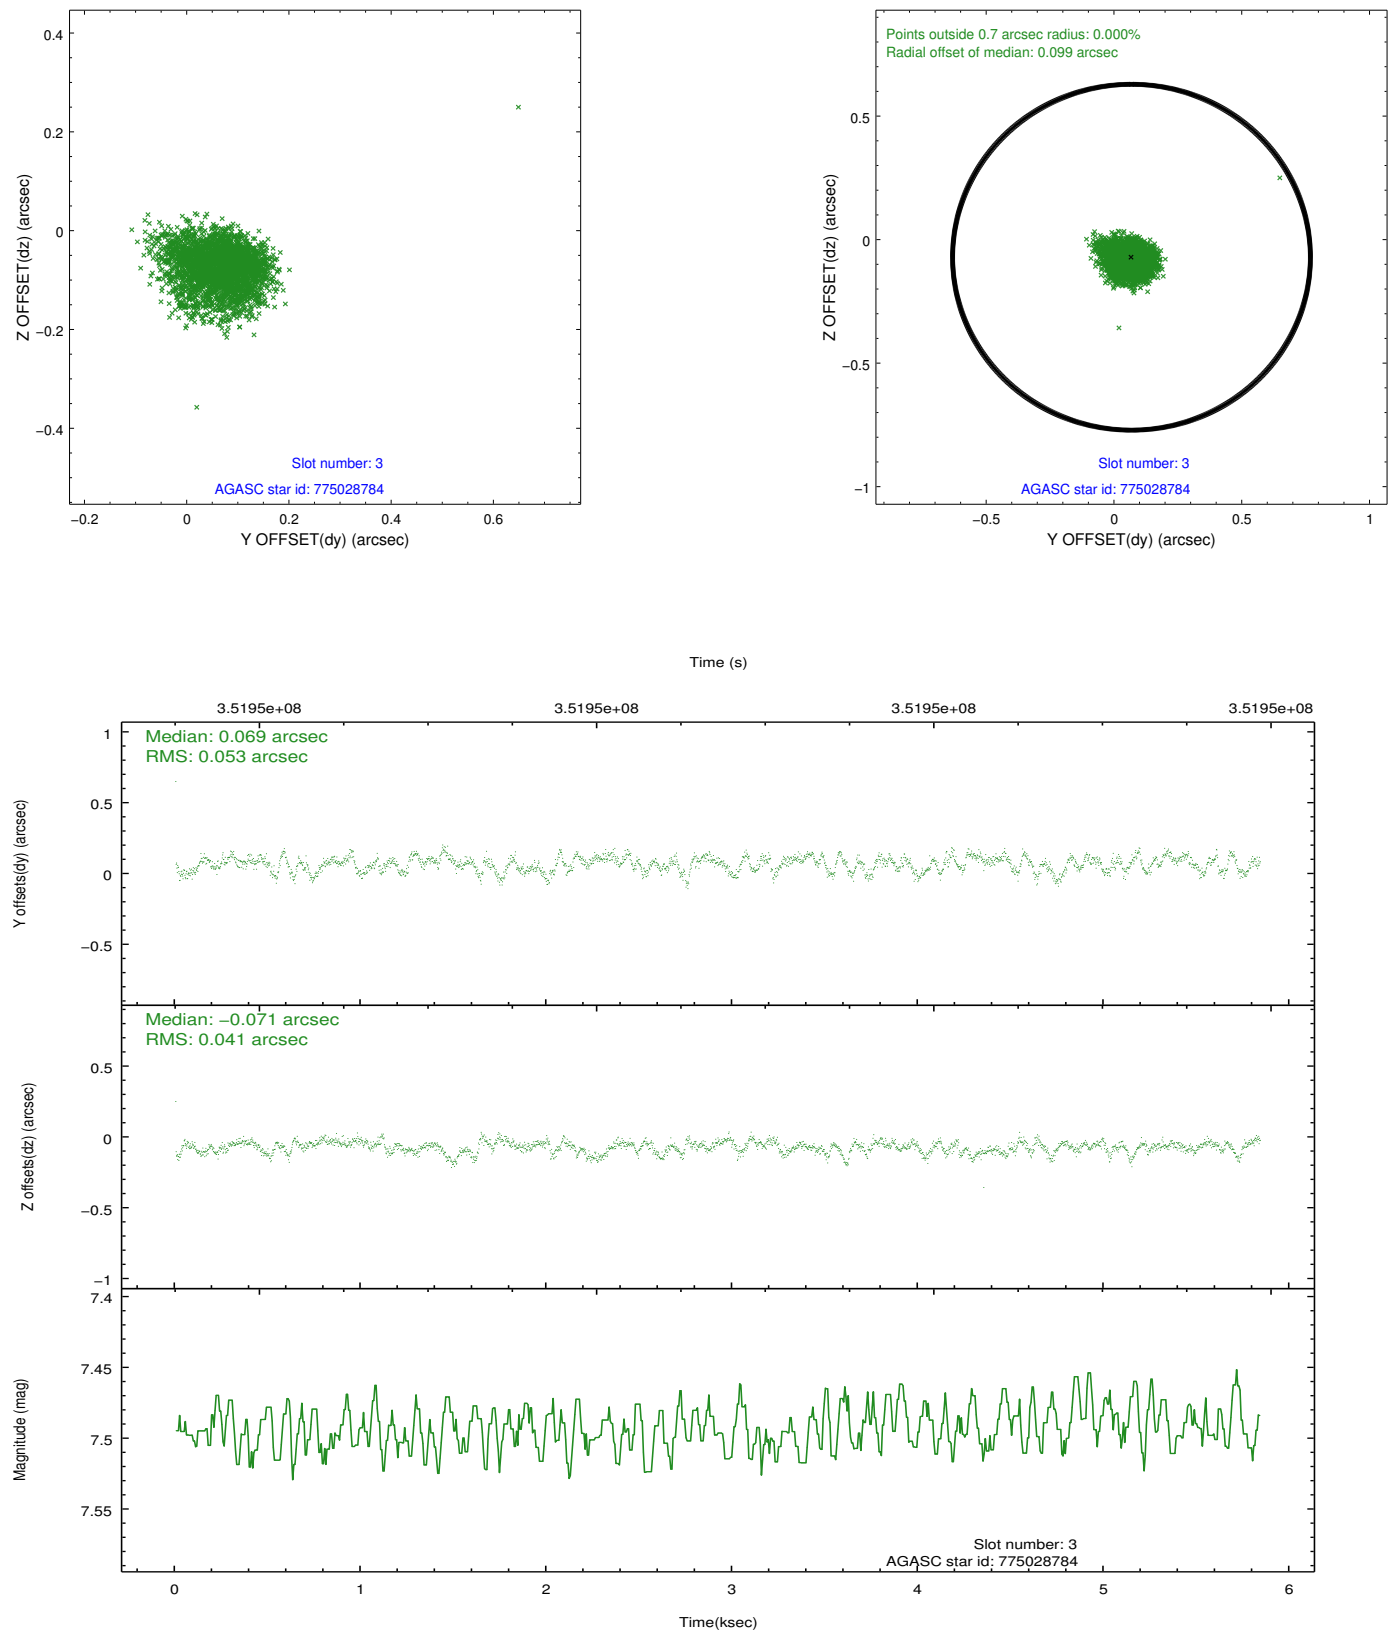 0.4
0.2
0
−0.2
−0.4
Z OFFSET(dz) (arcsec)
Slot number: 3
AGASC star id: 775028784
−0.2 0 0.2 0.4 0.6
Y OFFSET(dy) (arcsec)
Points outside 0.7 arcsec radius: 0.000%
Radial offset of median: 0.099 arcsec
0.5
0
−0.5
−1
Z OFFSET(dz) (arcsec)
Slot number: 3
AGASC star id: 775028784
−0.5 0 0.5 1
Y OFFSET(dy) (arcsec)
Time (s)
3.5195e+08 3.5195e+08 3.5195e+08 3.5195e+08
Median: 0.069 arcsec
RMS: 0.053 arcsec
1
0.5
0
−0.5
Y offsets(dy) (arcsec)
Median: −0.071 arcsec
RMS: 0.041 arcsec
0.5
0
−0.5
−1
Z offsets(dz) (arcsec)
7.4
7.45
7.5
7.55
Magnitude (mag)
Slot number: 3
AGASC star id: 775028784
0 1 2 3 4 5 6
Time(ksec)